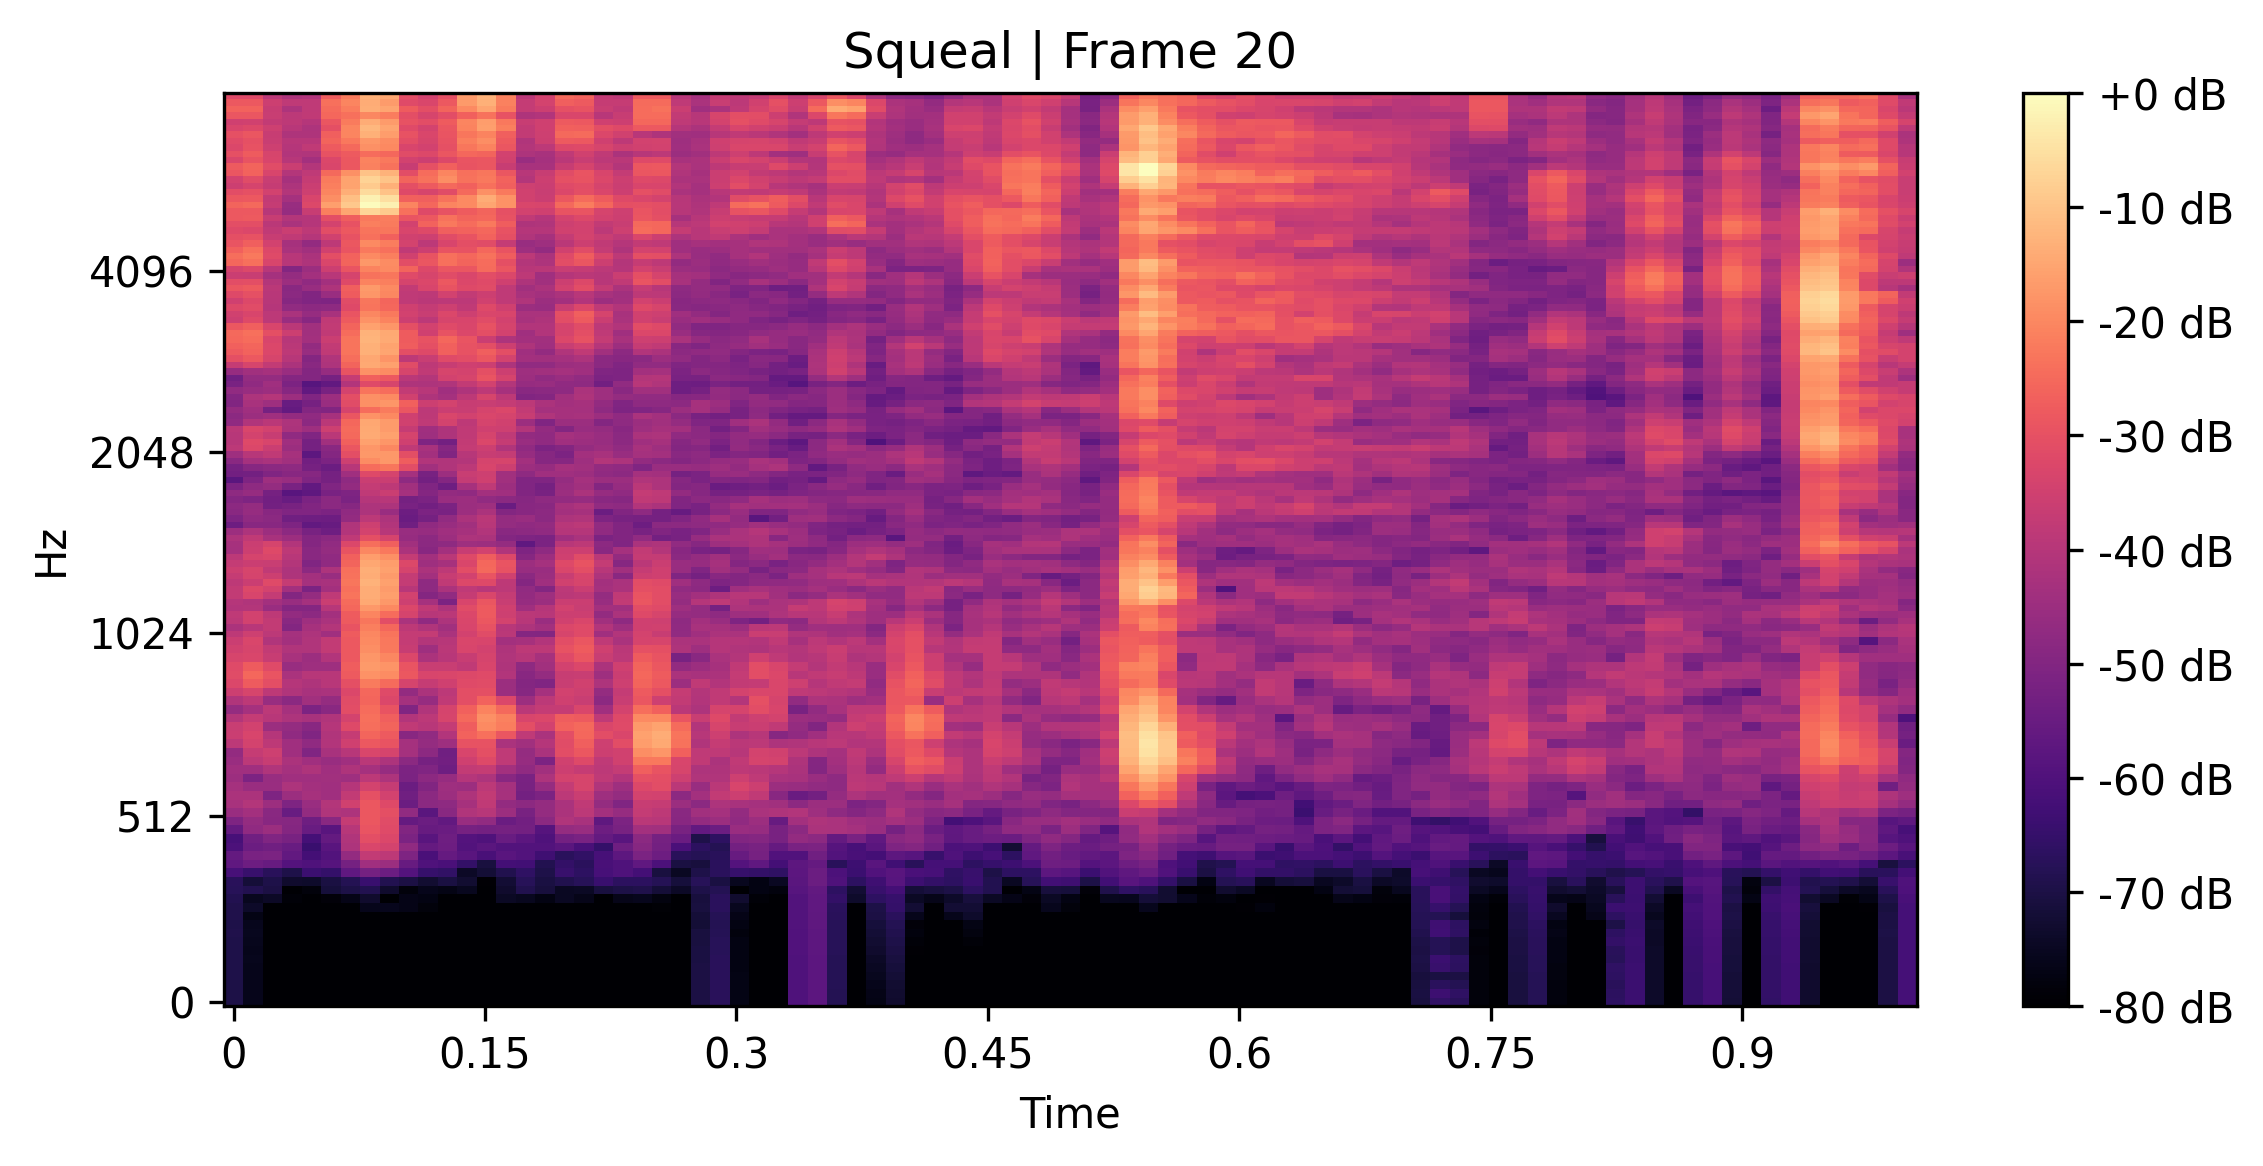 Squeal | Frame 20
Hz
4096
2048
1024
512
0
0 0.15 0.3 0.45 0.6 0.75 0.9
Time
+0 dB
-10 dB
-20 dB
-30 dB
-40 dB
-50 dB
-60 dB
-70 dB
-80 dB